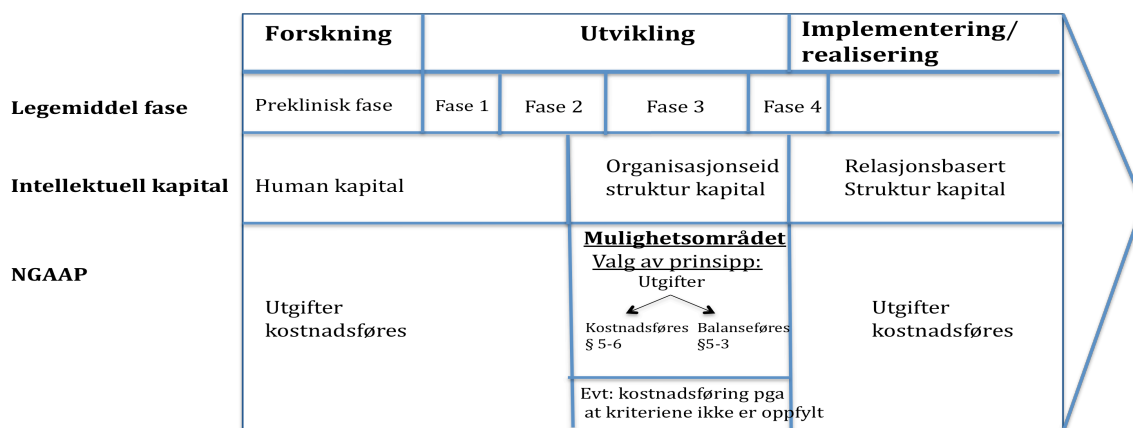 Forskning
Utvikling
Implementering/
realisering
Legemiddel fase
Preklinisk fase
Fase 1
Fase 2
Fase 3
Fase 4
Intellektuell kapital
Human kapital
Organisasjonseid
struktur kapital
Relasjonsbasert
Struktur kapital
NGAAP
Utgifter
kostnadsføres
Mulighetsområdet
Valg av prinsipp:
Utgifter
Kostnadsføres
§ 5-6
Balanseføres
§5-3
Evt: kostnadsføring pga
at kriteriene ikke er oppfylt
Utgifter
kostnadsføres